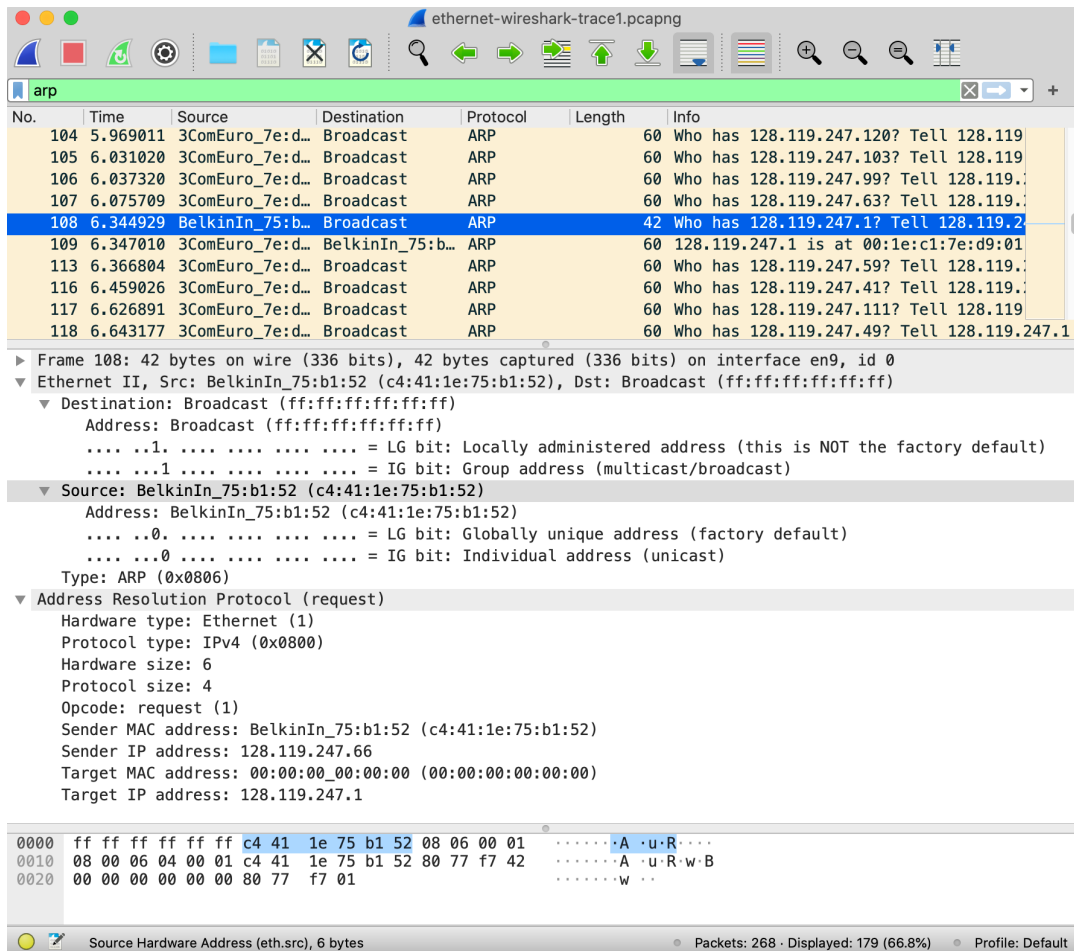 ethernet-wireshark-trace1.pcapng
arp
No. Time Source Destination Protocol Length Info
104 5.969011 3ComEuro_7e:d… Broadcast ARP 60 Who has 128.119.247.120? Tell 128.119
105 6.031020 3ComEuro_7e:d… Broadcast ARP 60 Who has 128.119.247.103? Tell 128.119
106 6.037320 3ComEuro_7e:d… Broadcast ARP 60 Who has 128.119.247.99? Tell 128.119.
107 6.075709 3ComEuro_7e:d… Broadcast ARP 60 Who has 128.119.247.63? Tell 128.119.
108 6.344929 BelkinIn_75:b… Broadcast ARP 42 Who has 128.119.247.1? Tell 128.119.2
109 6.347010 3ComEuro_7e:d… BelkinIn_75:b… ARP 60 128.119.247.1 is at 00:1e:c1:7e:d9:01
113 6.366804 3ComEuro_7e:d… Broadcast ARP 60 Who has 128.119.247.59? Tell 128.119.
116 6.459026 3ComEuro_7e:d… Broadcast ARP 60 Who has 128.119.247.41? Tell 128.119.
117 6.626891 3ComEuro_7e:d… Broadcast ARP 60 Who has 128.119.247.111? Tell 128.119
118 6.643177 3ComEuro_7e:d… Broadcast ARP 60 Who has 128.119.247.49? Tell 128.119.247.1
Frame 108: 42 bytes on wire (336 bits), 42 bytes captured (336 bits) on interface en9, id 0
Ethernet II, Src: BelkinIn_75:b1:52 (c4:41:1e:75:b1:52), Dst: Broadcast (ff:ff:ff:ff:ff:ff)
Destination: Broadcast (ff:ff:ff:ff:ff:ff)
Address: Broadcast (ff:ff:ff:ff:ff:ff)
.... ..1. .... .... .... .... = LG bit: Locally administered address (this is NOT the factory default)
.... ...1 .... .... .... .... = IG bit: Group address (multicast/broadcast)
Source: BelkinIn_75:b1:52 (c4:41:1e:75:b1:52)
Address: BelkinIn_75:b1:52 (c4:41:1e:75:b1:52)
.... ..0. .... .... .... .... = LG bit: Globally unique address (factory default)
.... ...0 .... .... .... .... = IG bit: Individual address (unicast)
Type: ARP (0x0806)
Address Resolution Protocol (request)
Hardware type: Ethernet (1)
Protocol type: IPv4 (0x0800)
Hardware size: 6
Protocol size: 4
Opcode: request (1)
Sender MAC address: BelkinIn_75:b1:52 (c4:41:1e:75:b1:52)
Sender IP address: 128.119.247.66
Target MAC address: 00:00:00_00:00:00 (00:00:00:00:00:00)
Target IP address: 128.119.247.1
0000 ff ff ff ff ff ff c4 41 1e 75 b1 52 08 06 00 01 ·······A ·u·R····
0010 08 00 06 04 00 01 c4 41 1e 75 b1 52 80 77 f7 42 ·······A ·u·R·w·B
0020 00 00 00 00 00 00 80 77 f7 01 ·······w ··
Source Hardware Address (eth.src), 6 bytes Packets: 268 · Displayed: 179 (66.8%) Profile: Default